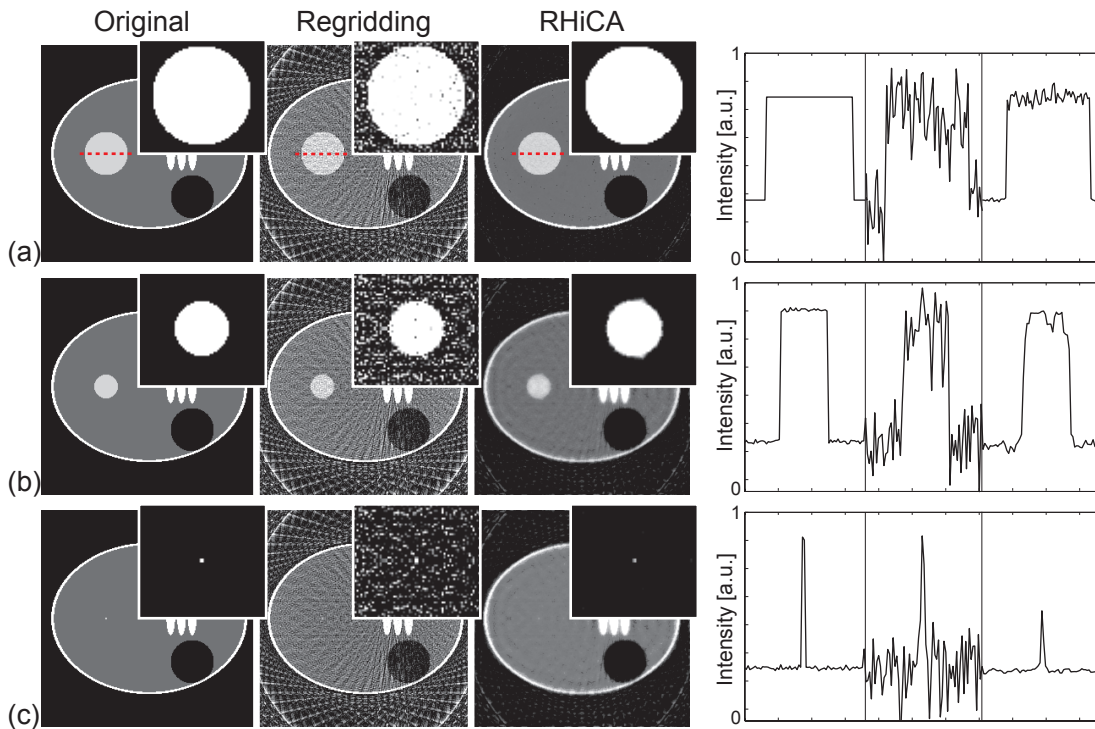 Original Regridding RHiCA
(a)
1
Intensity [a.u.]
0
(b)
1
Intensity [a.u.]
0
(c)
1
Intensity [a.u.]
0